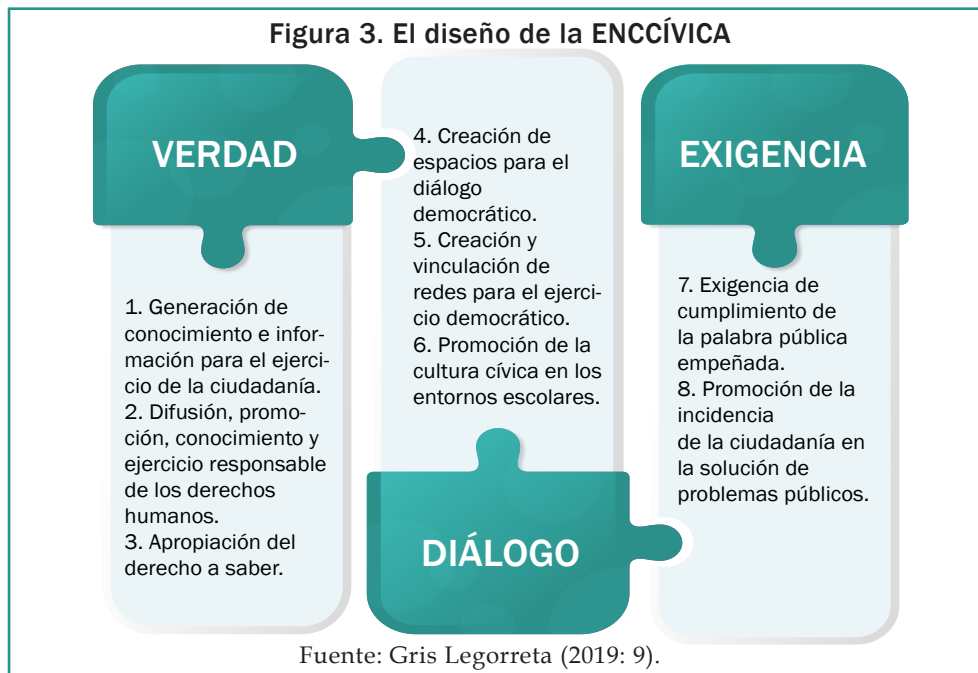 Figura 3. El diseño de la ENCCÍVICA
VERDAD
1. Generación de
conocimiento e infor-
mación para el ejerci-
cio de la ciudadanía.
2. Difusión, promo-
ción, conocimiento y
ejercicio responsable
de los derechos
humanos.
3. Apropiación del
derecho a saber.
4. Creación de
espacios para el
diálogo
democrático.
5. Creación y
vinculación de
redes para el ejerci-
cio democrático.
6. Promoción de la
cultura cívica en los
entornos escolares.
DIÁLOGO
EXIGENCIA
7. Exigencia de
cumplimiento de
la palabra pública
empeñada.
8. Promoción de la
incidencia
de la ciudadanía en
la solución de
problemas públicos.
Fuente: Gris Legorreta (2019: 9).